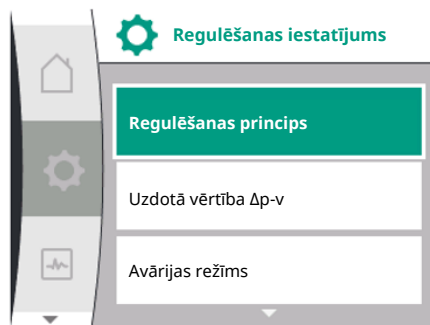 Regulēšanas iestatījums
Regulēšanas princips
Uzdotā vērtība Δp-v
Avārijas režīms